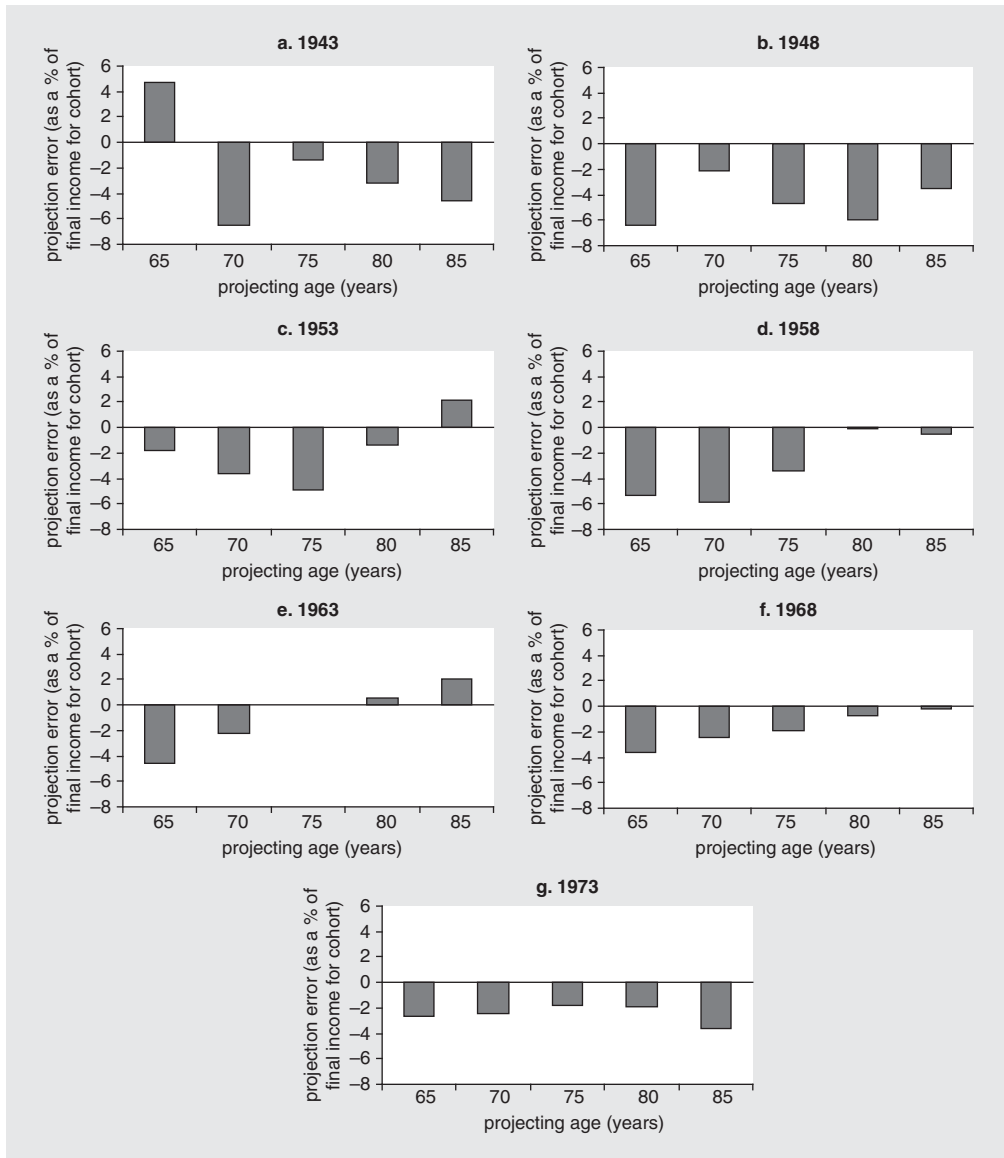 a. 1943
projection error (as a % of
final income for cohort)
6
4
2
0
–2
–4
–6
–8
65 70 75 80 85
projecting age (years)
b. 1948
projection error (as a % of
final income for cohort)
6
4
2
0
–2
–4
–6
–8
65 70 75 80 85
projecting age (years)
c. 1953
projection error (as a % of
final income for cohort)
6
4
2
0
–2
–4
–6
–8
65 70 75 80 85
projecting age (years)
d. 1958
projection error (as a % of
final income for cohort)
6
4
2
0
–2
–4
–6
–8
65 70 75 80 85
projecting age (years)
e. 1963
projection error (as a % of
final income for cohort)
6
4
2
0
–2
–4
–6
–8
65 70 75 80 85
projecting age (years)
f. 1968
projection error (as a % of
final income for cohort)
6
4
2
0
–2
–4
–6
–8
65 70 75 80 85
projecting age (years)
g. 1973
projection error (as a % of
final income for cohort)
6
4
2
0
–2
–4
–6
–8
65 70 75 80 85
projecting age (years)